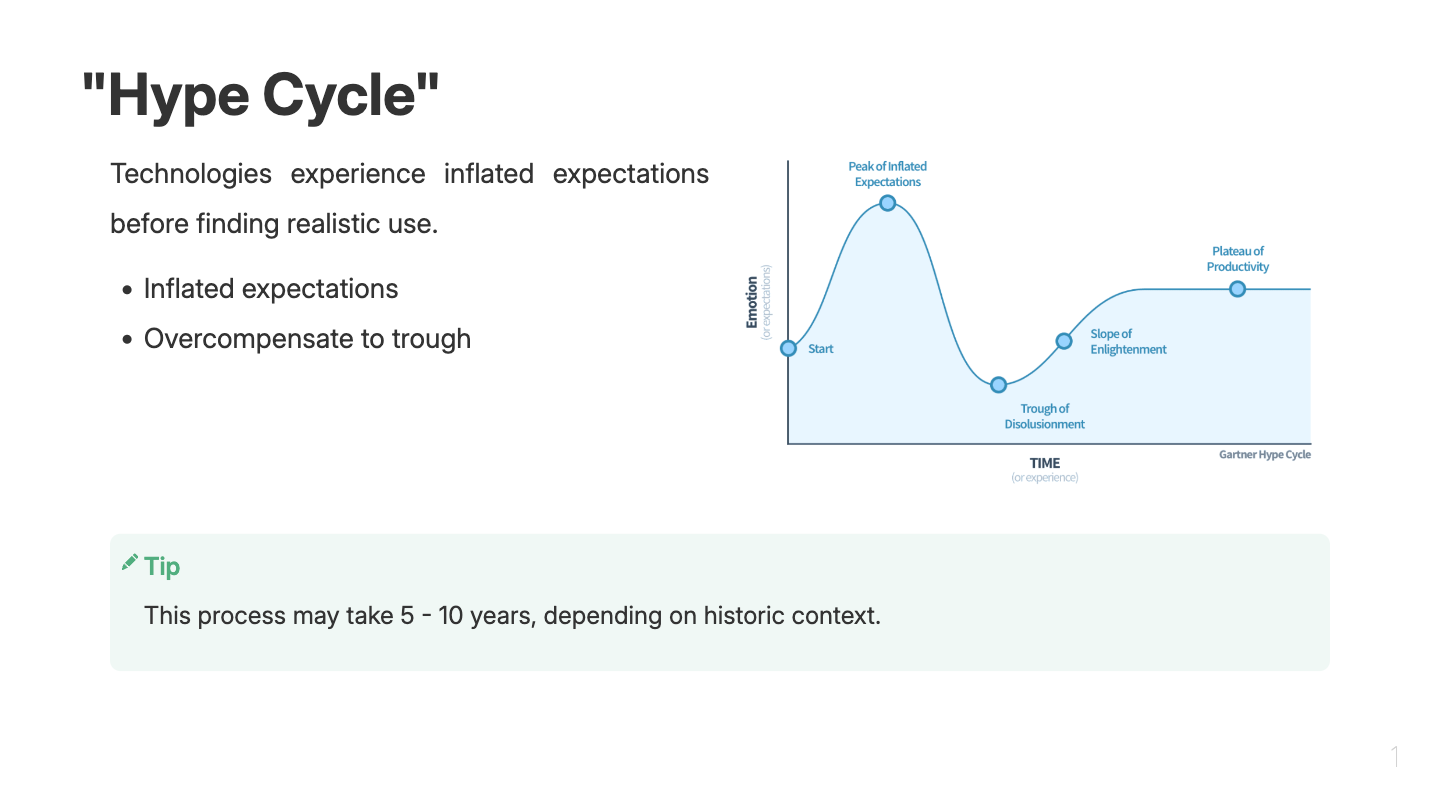 "Hype Cycle"
Technologies experience inflated expectations
before finding realistic use.
• Inflated expectations
• Overcompensate to trough
Peak of Inflated
Expectations
Plateau of
Productivity
Emotion
(or expectations)
Start
Slope of
Enlightenment
Trough of
Disolusionment
TIME
(or experience)
Gartner Hype Cycle
Tip
This process may take 5 - 10 years, depending on historic context.
1